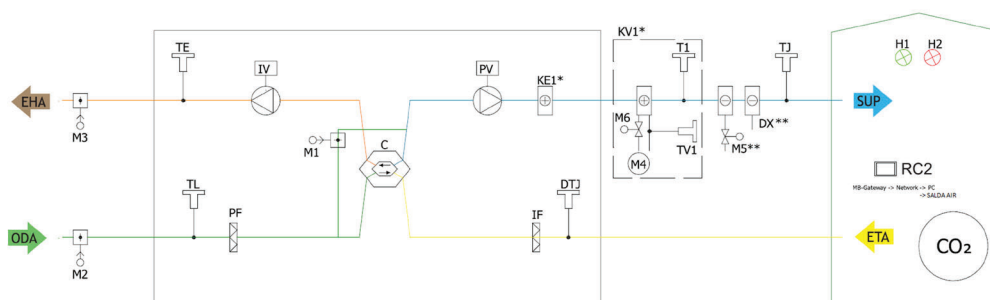 KV1*
TE
T1
TJ
H1
H2
IV
PV
KE1*
EHA
SUP
M3
M6
DX**
M1
C
M5**
M4
TV1
RC2
MB-Gateway -> Network -> PC
-> SALDA AIR
TL
DTJ
PF
IF
ODA
ETA
CO₂
M2